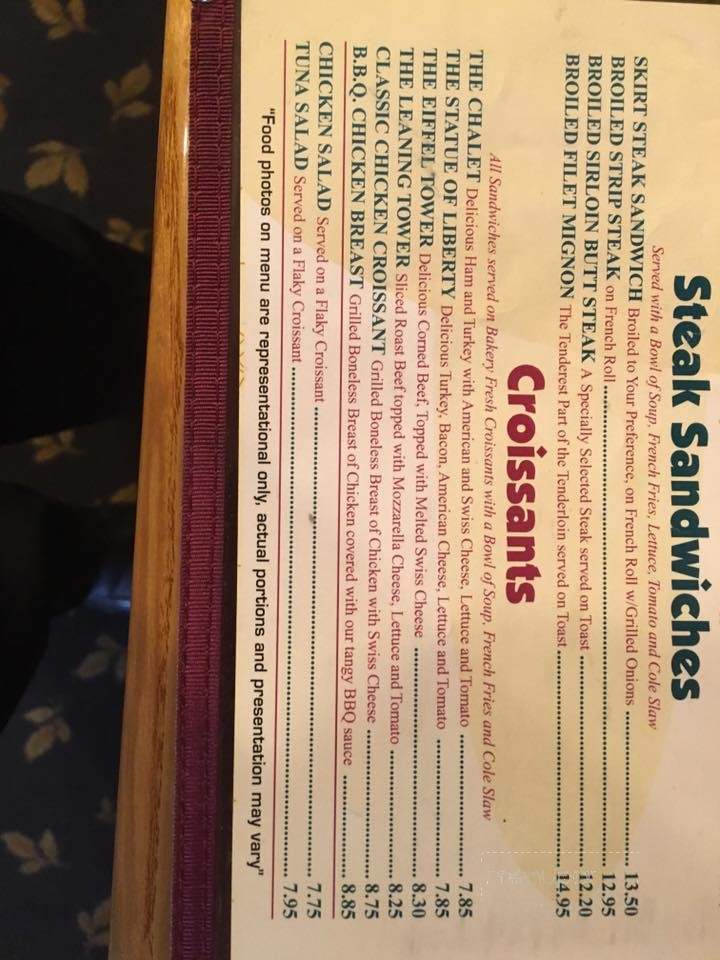 Steak Sandwiches
Served with a Bowl of Soup, French Fries, Lettuce, Tomato and Cole Slaw
SKIRT STEAK SANDWICH Broiled to Your Preference, on French Roll w/Grilled Onions 13.50
BROILED STRIP STEAK on French Roll 12.95
BROILED SIRLOIN BUTT STEAK A Specially Selected Steak served on Toast 12.20
BROILED FILET MIGNON The Tenderest Part of the Tenderloin served on Toast 14.95
Croissants
All Sandwiches served on Bakery Fresh Croissants with a Bowl of Soup, French Fries and Cole Slaw
THE CHALET Delicious Ham and Turkey with American and Swiss Cheese, Lettuce and Tomato 7.85
THE STATUE OF LIBERTY Delicious Turkey, Bacon, American Cheese, Lettuce and Tomato 7.85
THE EIFFEL TOWER Delicious Corned Beef, Topped with Melted Swiss Cheese 8.30
THE LEANING TOWER Sliced Roast Beef topped with Mozzarella Cheese, Lettuce and Tomato 8.25
CLASSIC CHICKEN CROISSANT Grilled Boneless Breast of Chicken with Swiss Cheese 8.75
B.B.Q. CHICKEN BREAST Grilled Boneless Breast of Chicken covered with our tangy BBQ sauce 8.85
CHICKEN SALAD Served on a Flaky Croissant 7.75
TUNA SALAD Served on a Flaky Croissant 7.95
"Food photos on menu are representational only, actual portions and presentation may vary"